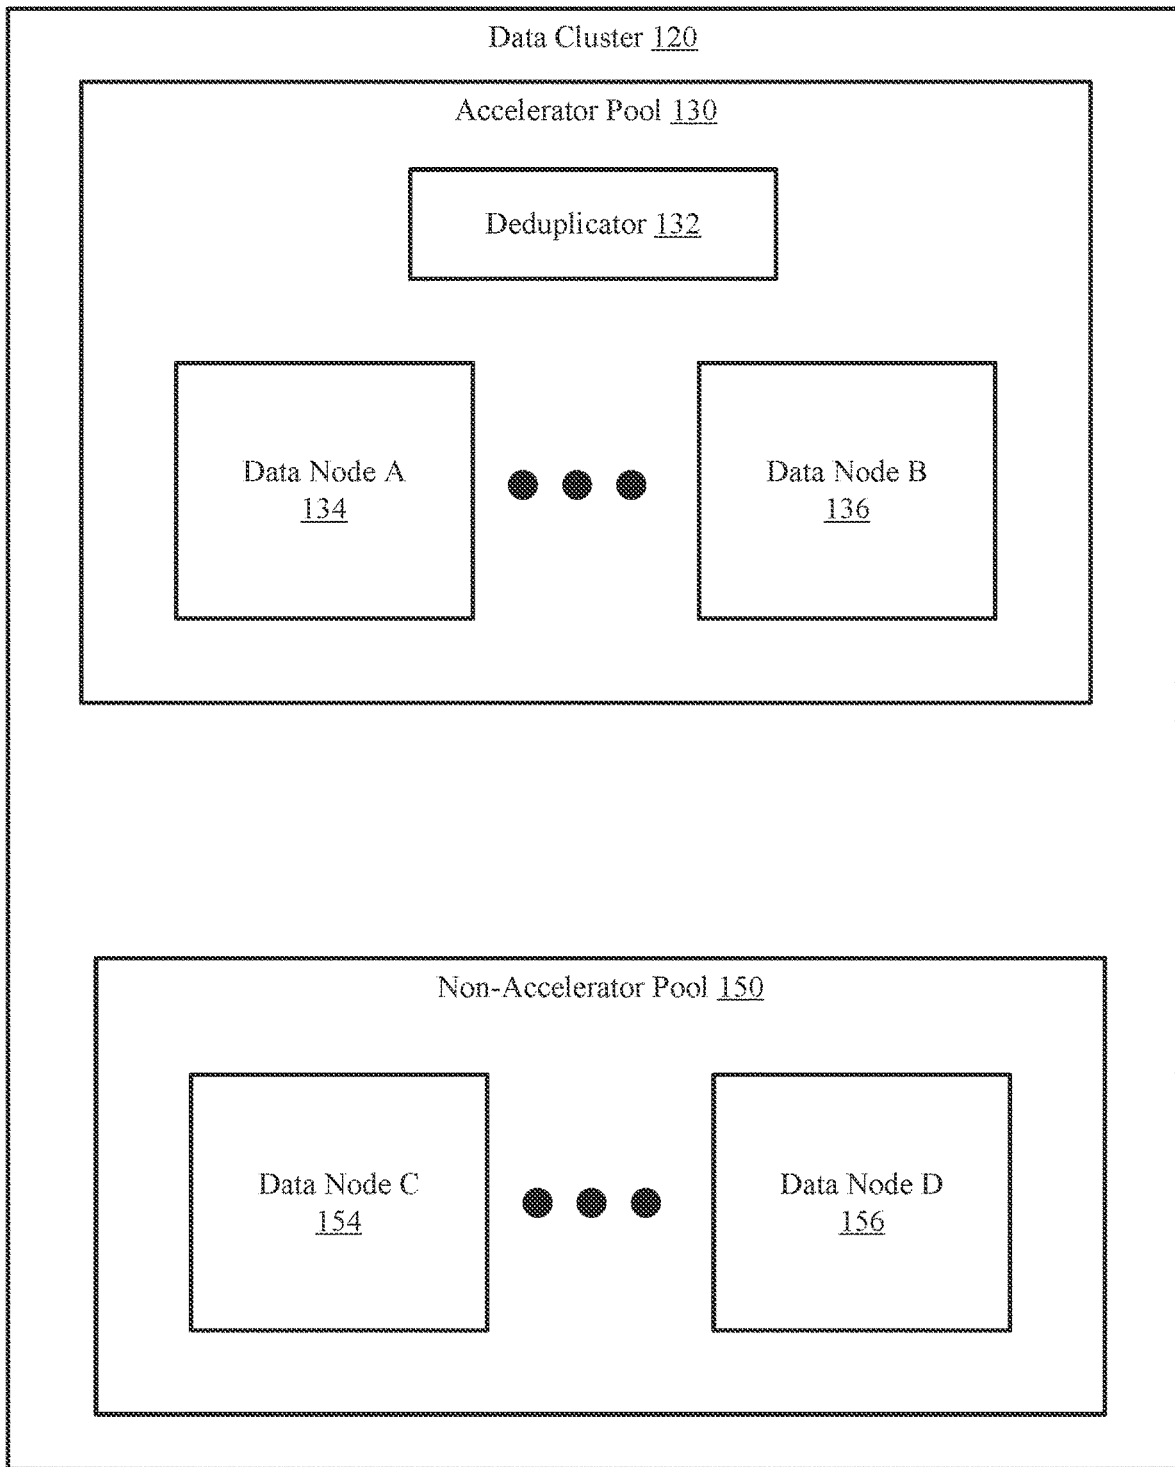 Data Cluster 120
Accelerator Pool 130
Deduplicator 132
Data Node A
134
Data Node B
136
Non-Accelerator Pool 150
Data Node C
154
Data Node D
156